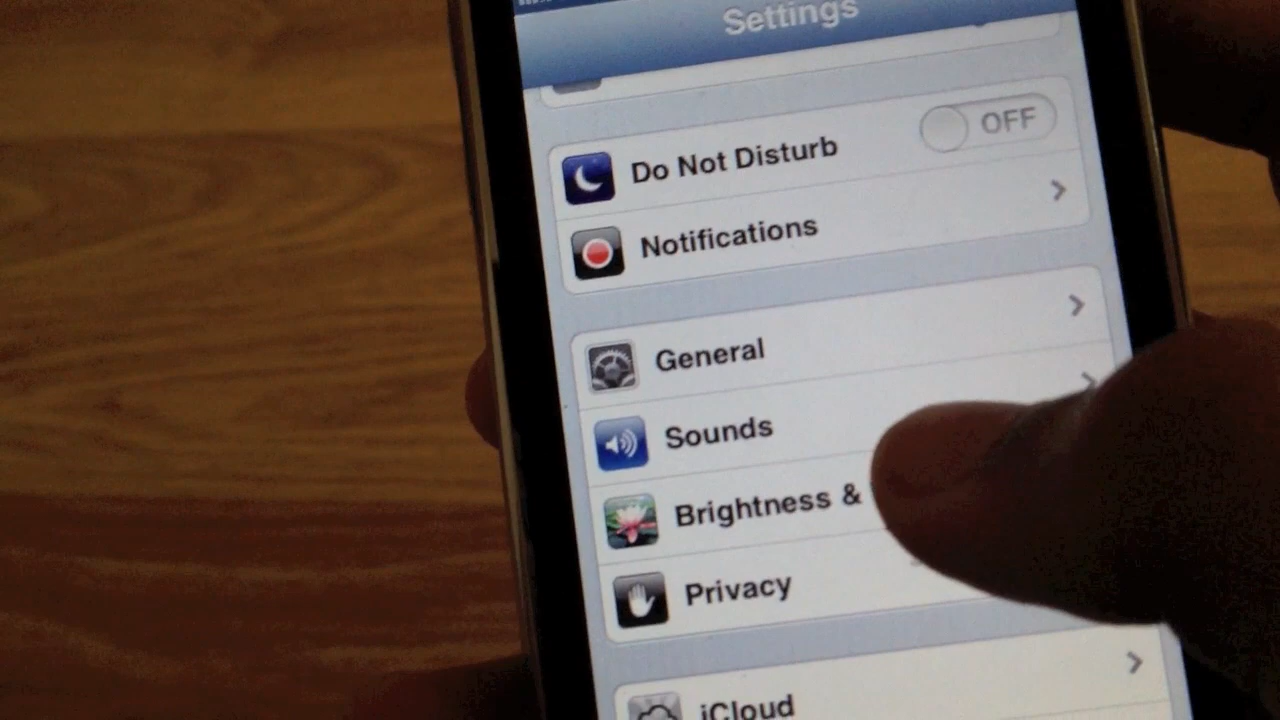 Settings
Do Not Disturb
OFF
Notifications
General
Sounds
Brightness &
Privacy
iCloud